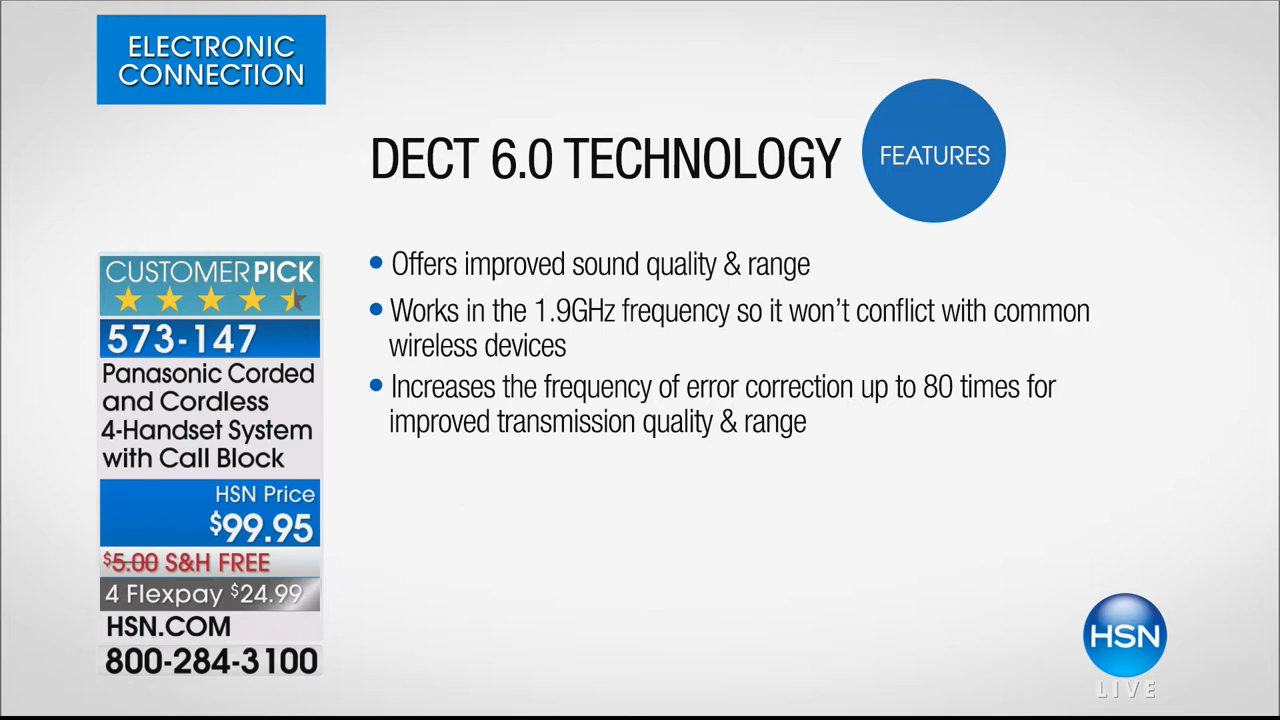 ELECTRONIC
CONNECTION
DECT 6.0 TECHNOLOGY
FEATURES
• Offers improved sound quality & range
• Works in the 1.9GHz frequency so it won’t conflict with common
wireless devices
• Increases the frequency of error correction up to 80 times for
improved transmission quality & range
CUSTOMERPICK
573-147
Panasonic Corded
and Cordless
4-Handset System
with Call Block
HSN Price
$99.95
$5.00 S&H FREE
4 Flexpay $24.99
HSN.COM
800-284-3100
HSN
LIVE